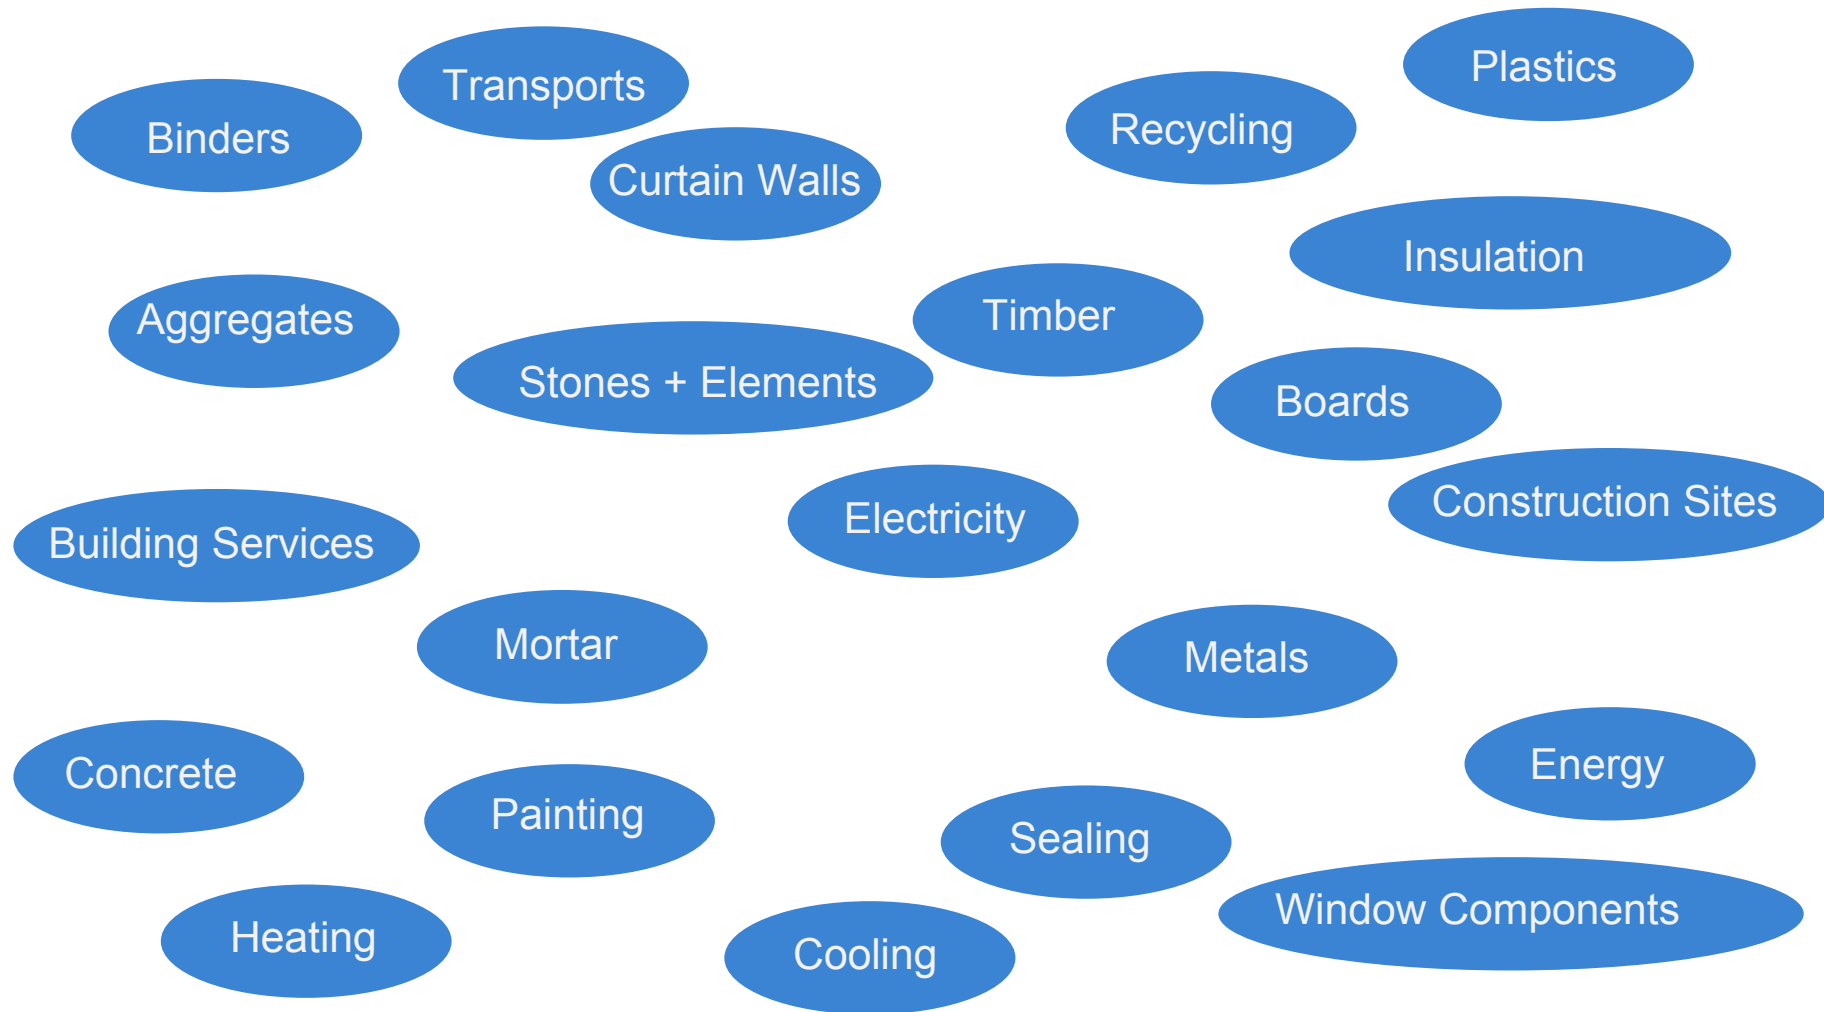 Plastics
Transports
Recycling
Binders
Curtain Walls
Insulation
Timber
Aggregates
Stones + Elements
Boards
Construction Sites
Electricity
Building Services
Mortar
Metals
Energy
Concrete
Painting
Sealing
Window Components
Heating
Cooling